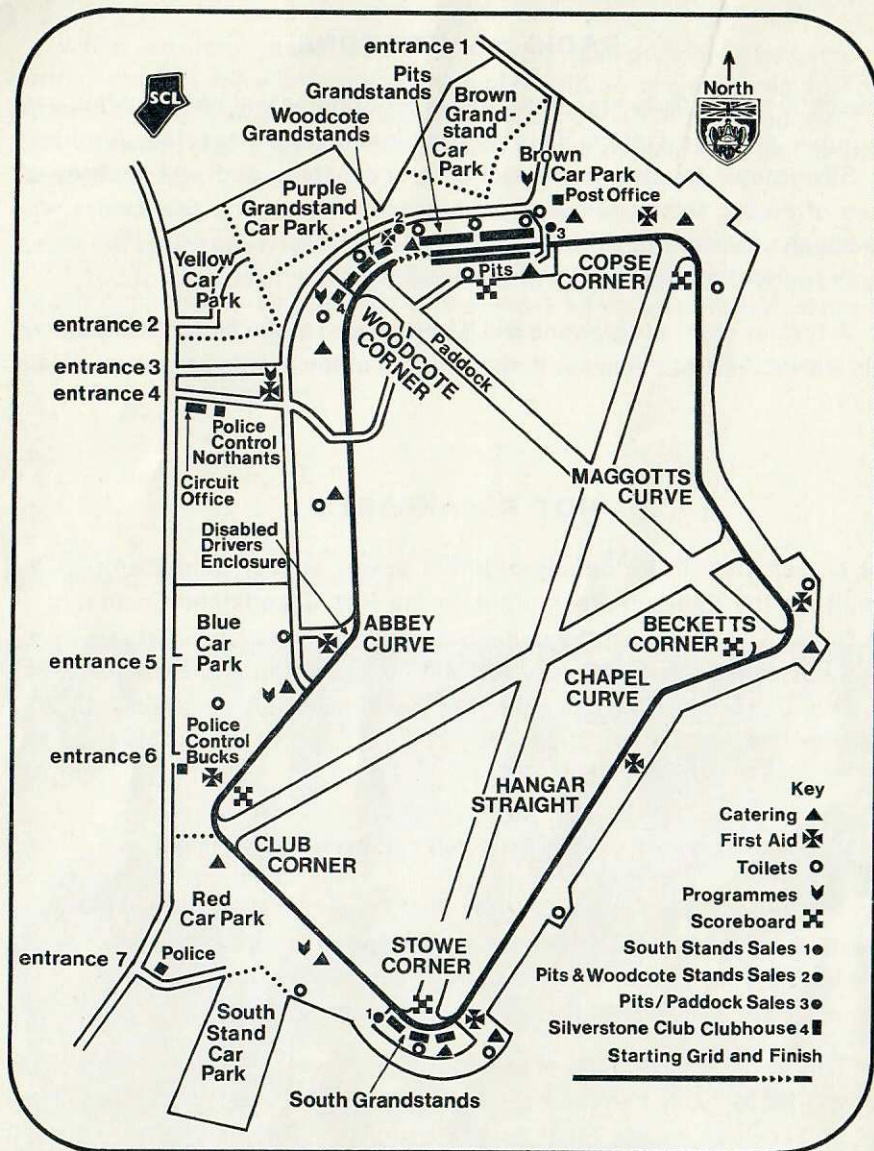 entrance 1
SCL
Pits
Grandstands
Woodcote
Grandstands
Brown
Grand-
stand
Car
Park
North
Brown
Car Park
Post Office
Purple
Grandstand
Car Park
2
3
Yellow
Car
Park
Pits
COPSE
CORNER
4
entrance 2
WOODCOTE
CORNER
Paddock
entrance 3
entrance 4
Police
Control
Northants
Circuit
Office
MAGGOTTS
CURVE
Disabled
Drivers
Enclosure
Blue
Car
Park
ABBEY
CURVE
BECKETTS
CORNER
entrance 5
CHAPEL
CURVE
Police
Control
Bucks
entrance 6
HANGAR
STRAIGHT
CLUB
CORNER
Red
Car Park
entrance 7
Police
STOWE
CORNER
1
South
Stand
Car
Park
South Grandstands
Key
Catering
First Aid
Toilets
Programmes
Scoreboard
South Stands Sales 1
Pits & Woodcote Stands Sales 2
Pits/Paddock Sales 3
Silverstone Club Clubhouse 4
Starting Grid and Finish